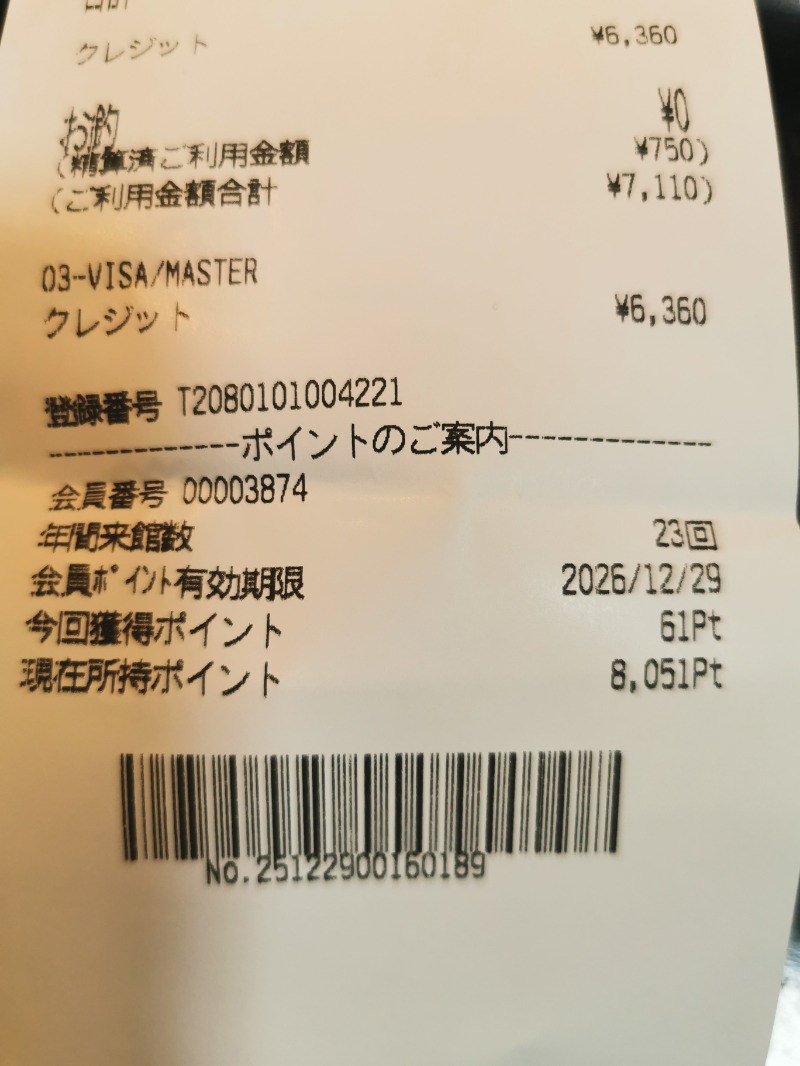 クレジット ¥6,360
お釣 ¥0
(精算済ご利用金額 ¥750)
(ご利用金額合計 ¥7,110)
03-VISA/MASTER
クレジット ¥6,360
登録番号 T2080101004221
-------------ポイントのご案内-------------
会員番号 00003874
年間来館数 23回
会員ポイント有効期限 2026/12/29
今回獲得ポイント 61Pt
現在所持ポイント 8,051Pt
No.25122900160189